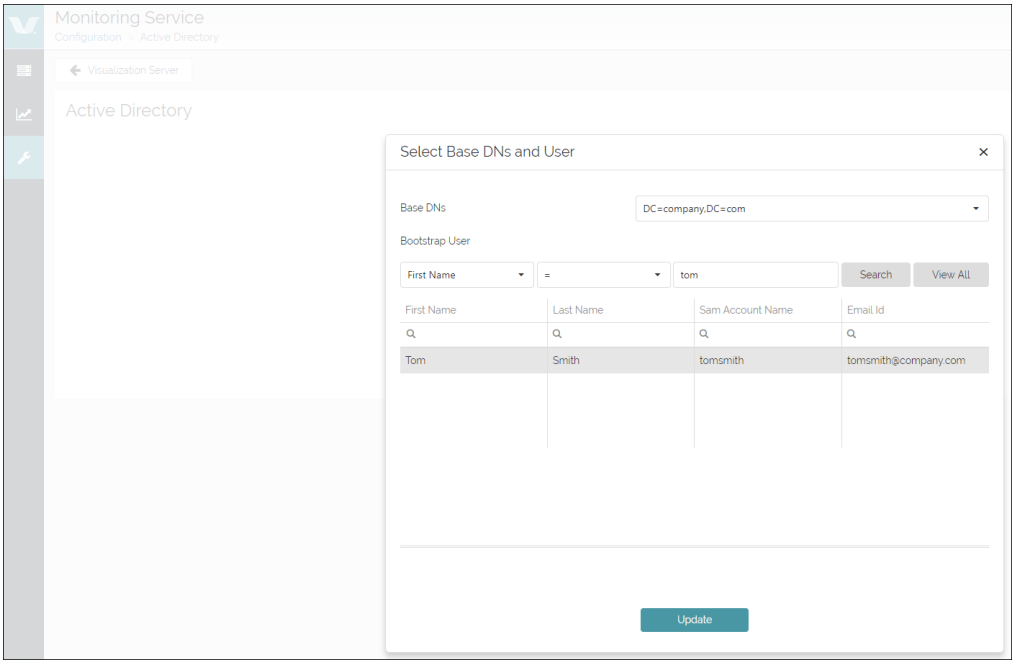 Monitoring Service
Configuration > Active Directory
Visualization Server
Active Directory
Select Base DNs and User
Base DNs DC=company,DC=com
Bootstrap User
First Name = tom Search View All
First Name Last Name Sam Account Name Email Id
Tom Smith tomsmith tomsmith@company.com
Update